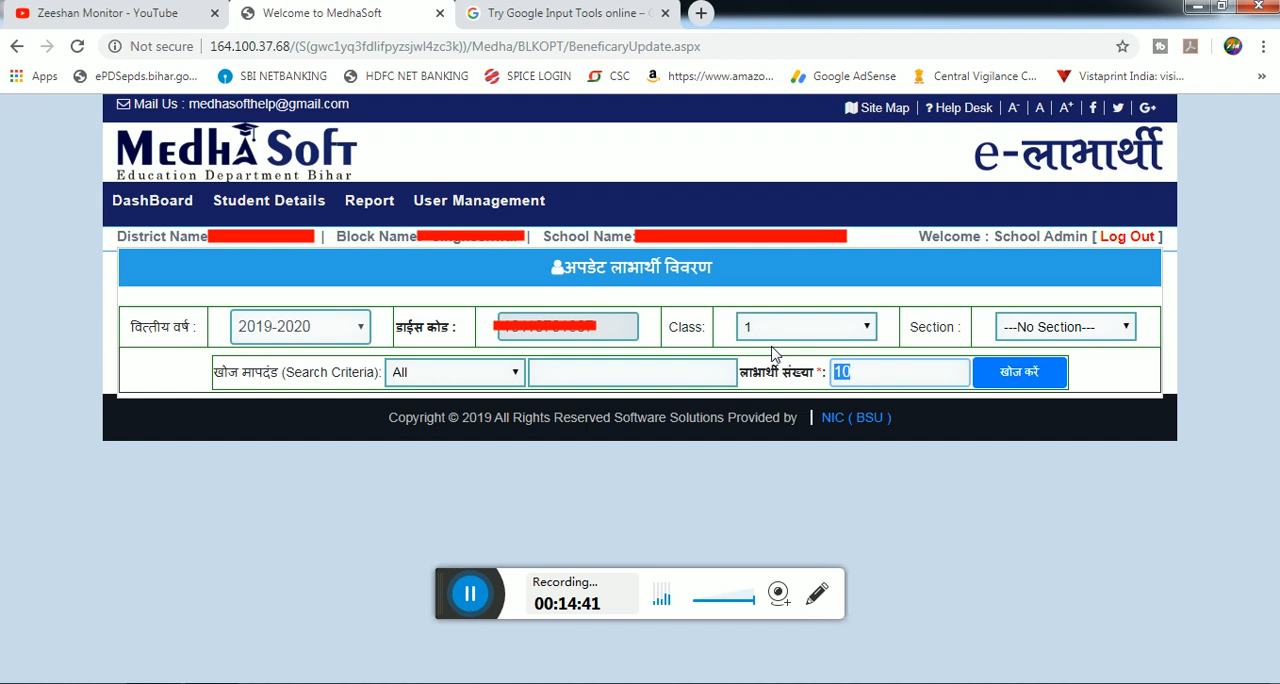 Zeeshan Monitor - YouTube
Welcome to MedhaSoft
Try Google Input Tools online –
Not secure 164.100.37.68/(S(gwc1yq3fdlifpyzsjwl4zc3k))/Medha/BLKOPT/BeneficaryUpdate.aspx
Apps ePDSepds.bihar.go... SBI NETBANKING HDFC NET BANKING SPICE LOGIN CSC https://www.amazo... Google AdSense Central Vigilance C... Vistaprint India: visi... »
Mail Us : medhasofthelp@gmail.com
Site Map | ? Help Desk | A- | A | A+ | f | G+
MedhA Soft
Education Department Bihar
e-लाभार्थी
DashBoard Student Details Report User Management
District Name | Block Name | School Name: Welcome : School Admin [ Log Out ]
अपडेट लाभार्थी विवरण
वित्तीय वर्ष : 2019-2020 डाईस कोड : Class: 1 Section : ---No Section---
खोज मापदंड (Search Criteria): All लाभार्थी संख्या *: 10 खोज करें
Copyright © 2019 All Rights Reserved Software Solutions Provided by | NIC ( BSU )
Recording...
00:14:41